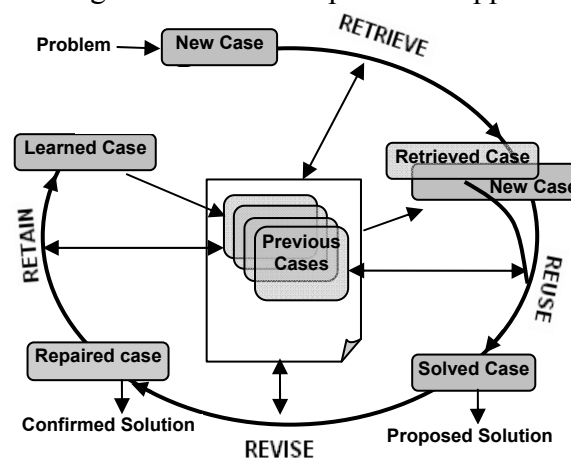 Problem
New Case
RETRIEVE
Learned Case
Retrieved Case
New Case
Previous
Cases
RETAIN
REUSE
Repaired case
Solved Case
Confirmed Solution
Proposed Solution
REVISE